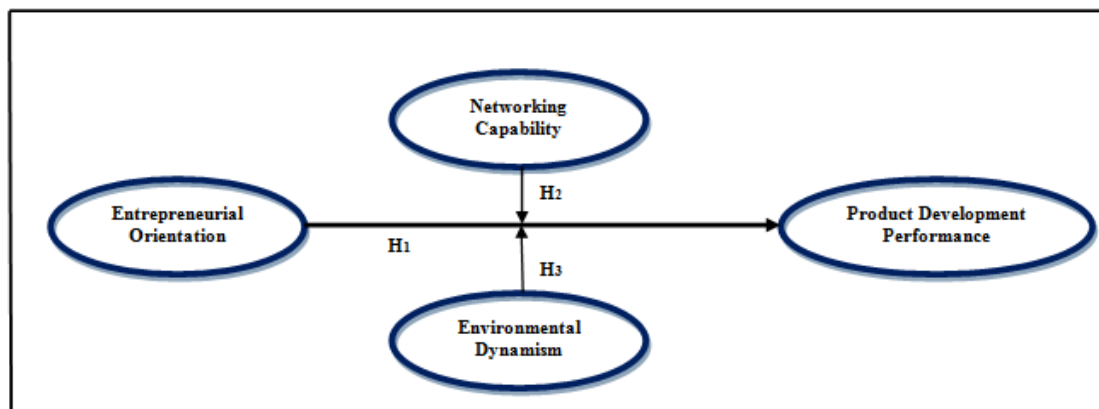 Networking
Capability
H2
Entrepreneurial
Orientation
Product Development
Performance
H1
H3
Environmental
Dynamism